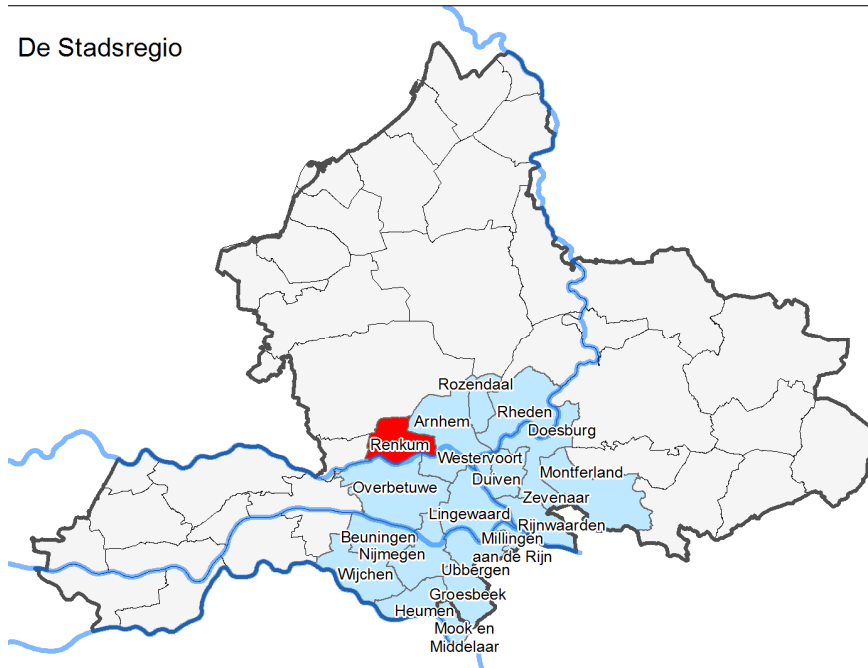 De Stadsregio
Rozendaal
Arnhem
Rheden
Doesburg
Renkum
Westervoort
Duiven
Montferland
Overbetuwe
Zevenaar
Lingewaard
Rijnwaarden
Beuningen
Millingen
aan de Rijn
Nijmegen
Ubbergen
Wijchen
Groesbeek
Heumen
Mook en
Middelaar